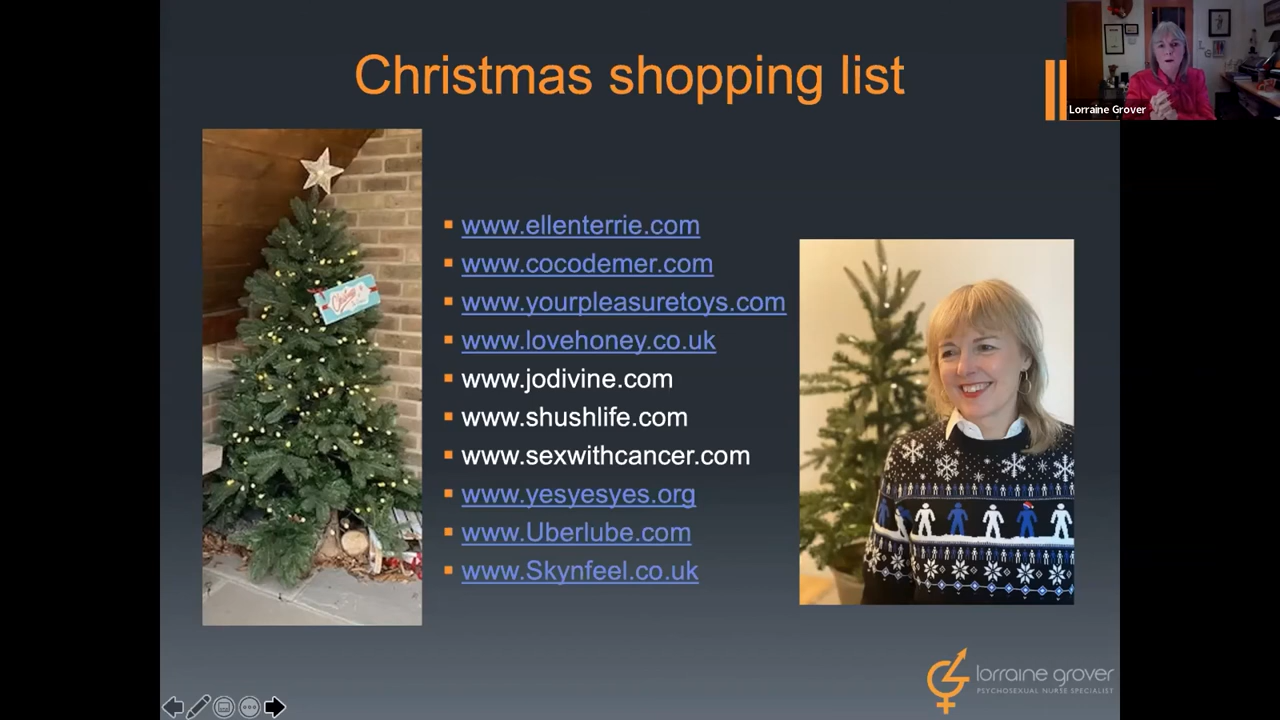 Christmas shopping list
Lorraine Grover
www.ellenterrie.com
www.cocodemer.com
www.yourpleasuretoys.com
www.lovehoney.co.uk
www.jodivine.com
www.shushlife.com
www.sexwithcancer.com
www.yesyesyes.org
www.Uberlube.com
www.Skynfeel.co.uk
lorraine grover
PSYCHOSEXUAL NURSE SPECIALIST